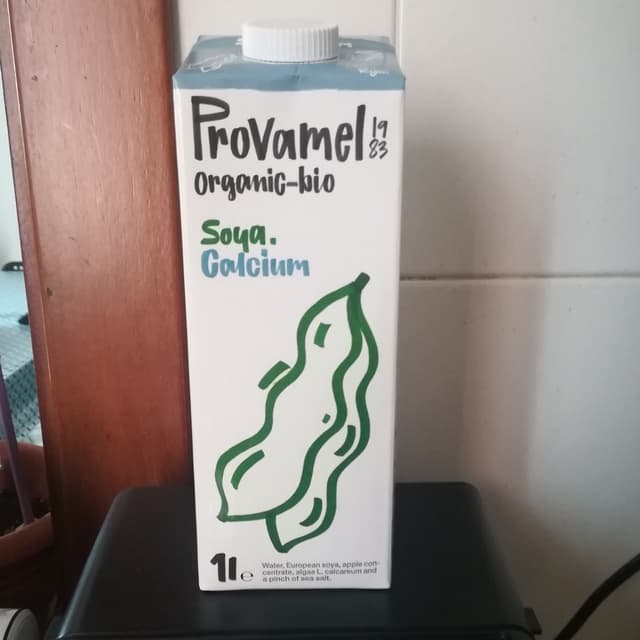 Provamel 19
83
organic-bio
Soya.
Calcium
1l e
Water, European soya, apple con-
centrate, algae L. calcareum and
a pinch of sea salt.